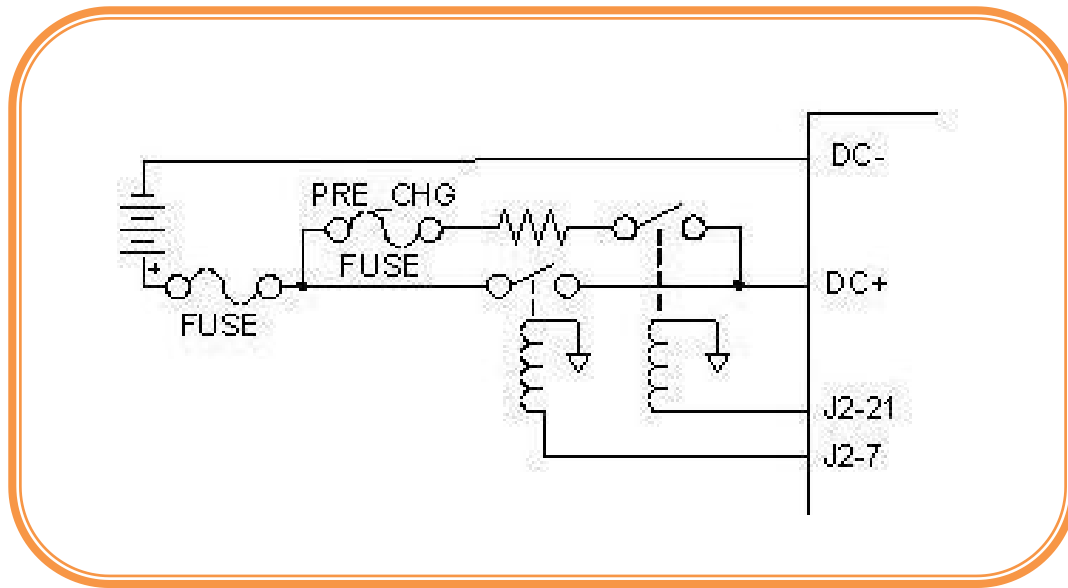 DC-
PRE_CHG
FUSE
DC+
+
FUSE
J2-21
J2-7